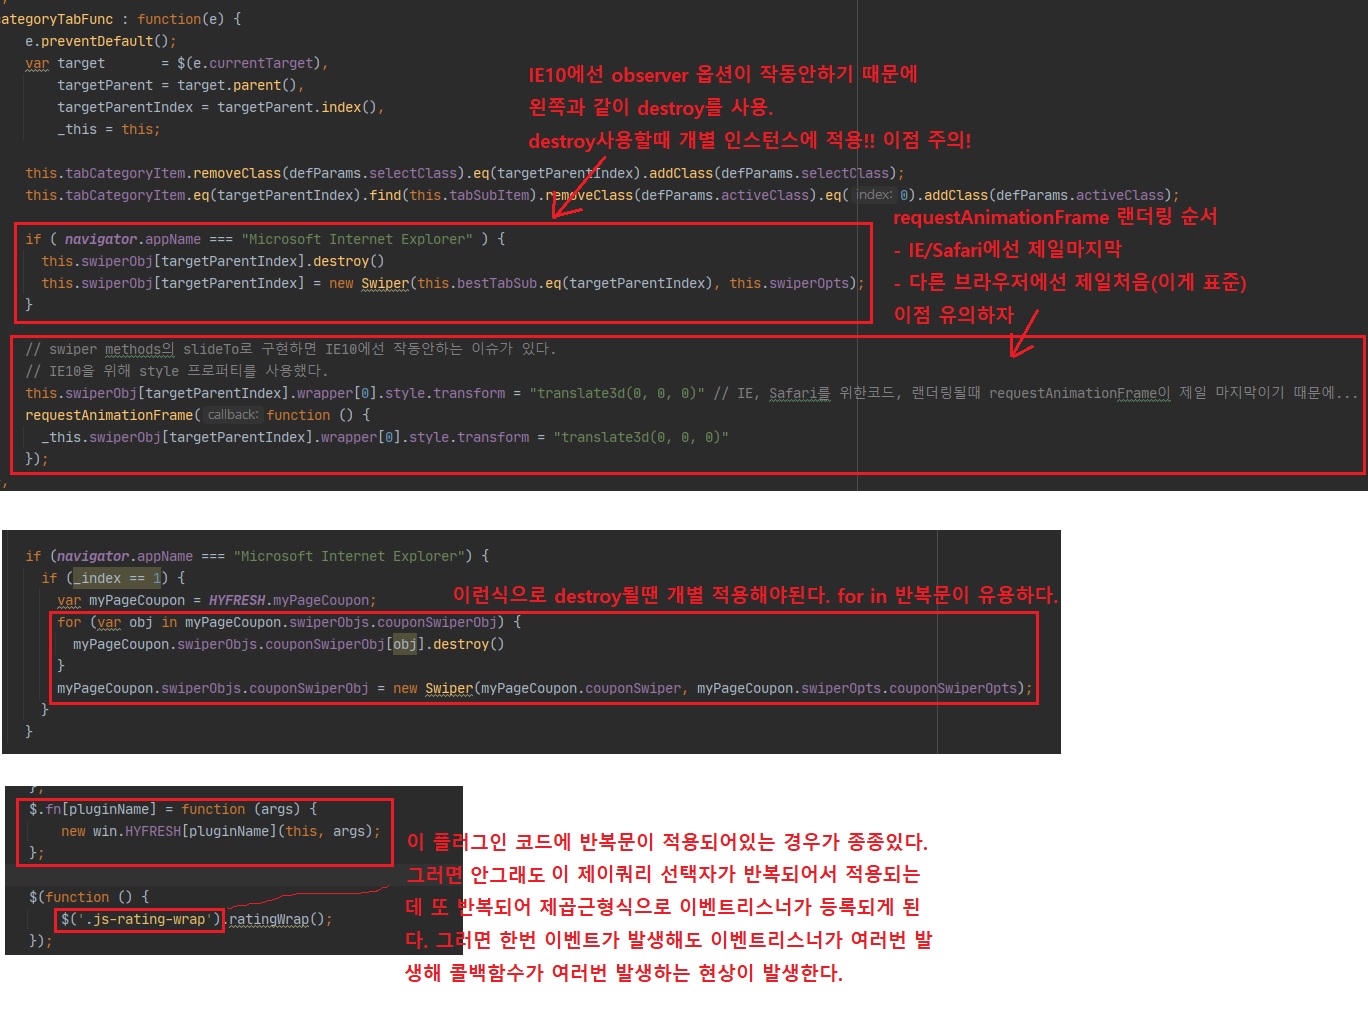 categoryTabFunc : function(e) {
e.preventDefault();
var target       = $(e.currentTarget),
targetParent = target.parent(),
targetParentIndex = targetParent.index(),
_this = this;
IE10에선 observer 옵션이 작동안하기 때문에
왼쪽과 같이 destroy를 사용.
destroy사용할때 개별 인스턴스에 적용!! 이점 주의!
this.tabCategoryItem.removeClass(defParams.selectClass).eq(targetParentIndex).addClass(defParams.selectClass);
this.tabCategoryItem.eq(targetParentIndex).find(this.tabSubItem).removeClass(defParams.activeClass).eq( index: 0).addClass(defParams.activeClass);
requestAnimationFrame 랜더링 순서
- IE/Safari에선 제일마지막
- 다른 브라우저에선 제일처음(이게 표준)
이점 유의하자
if ( navigator.appName === "Microsoft Internet Explorer" ) {
this.swiperObj[targetParentIndex].destroy()
this.swiperObj[targetParentIndex] = new Swiper(this.bestTabSub.eq(targetParentIndex), this.swiperOpts);
}
// swiper methods의 slideTo로 구현하면 IE10에선 작동안하는 이슈가 있다.
// IE10을 위해 style 프로퍼티를 사용했다.
this.swiperObj[targetParentIndex].wrapper[0].style.transform = "translate3d(0, 0, 0)" // IE, Safari를 위한코드, 랜더링될때 requestAnimationFrame이 제일 마지막이기 때문에...
requestAnimationFrame( callback: function () {
_this.swiperObj[targetParentIndex].wrapper[0].style.transform = "translate3d(0, 0, 0)"
});
,
if (navigator.appName === "Microsoft Internet Explorer") {
if (_index == 1) {
var myPageCoupon = HYFRESH.myPageCoupon;
이런식으로 destroy될땐 개별 적용해야된다. for in 반복문이 유용하다.
for (var obj in myPageCoupon.swiperObjs.couponSwiperObj) {
myPageCoupon.swiperObjs.couponSwiperObj[obj].destroy()
}
myPageCoupon.swiperObjs.couponSwiperObj = new Swiper(myPageCoupon.couponSwiper, myPageCoupon.swiperOpts.couponSwiperOpts);
}
}
};
$.fn[pluginName] = function (args) {
new win.HYFRESH[pluginName](this, args);
};
$(function () {
$('.js-rating-wrap').ratingWrap();
});
이 플러그인 코드에 반복문이 적용되어있는 경우가 종종있다.
그러면 안그래도 이 제이쿼리 선택자가 반복되어서 적용되는
데 또 반복되어 제곱근형식으로 이벤트리스너가 등록되게 된
다. 그러면 한번 이벤트가 발생해도 이벤트리스너가 여러번 발
생해 콜백함수가 여러번 발생하는 현상이 발생한다.